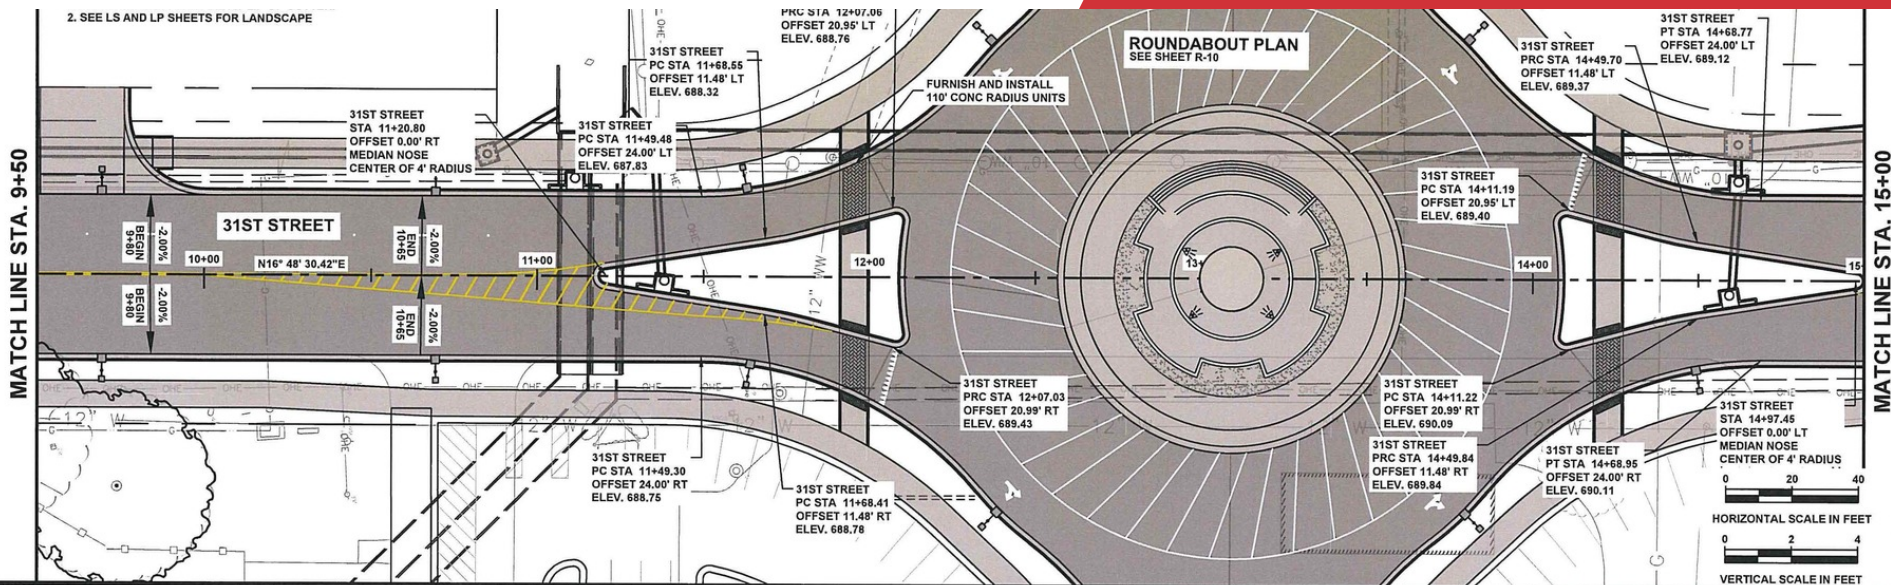 2. SEE LS AND LP SHEETS FOR LANDSCAPE
PRC STA 12+07.06
OFFSET 20.95' LT
ELEV. 688.76
31ST STREET
PC STA 11+68.55
OFFSET 11.48' LT
ELEV. 688.32
ROUNDABOUT PLAN
SEE SHEET R-10
31ST STREET
PRC STA 14+49.70
OFFSET 11.48' LT
ELEV. 689.37
31ST STREET
PT STA 14+68.77
OFFSET 24.00' LT
ELEV. 689.12
FURNISH AND INSTALL
110' CONC RADIUS UNITS
31ST STREET
STA 11+20.80
OFFSET 0.00' RT
MEDIAN NOSE
CENTER OF 4' RADIUS
31ST STREET
PC STA 11+49.48
OFFSET 24.00' LT
ELEV. 687.83
31ST STREET
PC STA 14+11.19
OFFSET 20.95' LT
ELEV. 689.40
MATCH LINE STA. 9+50
31ST STREET
-2.00%
BEGIN
9+80
-2.00%
END
10+65
-2.00%
BEGIN
9+80
-2.00%
END
10+65
10+00
N16° 48' 30.42"E
11+00
12+00
13+
14+00
15+
MATCH LINE STA. 15+00
OHE
OHE
OHE
OHE
OHE
OHE
OHE
OHE
OHE
WW
12"
12" W
12" W
G
G
G
31ST STREET
PRC STA 12+07.03
OFFSET 20.99' RT
ELEV. 689.43
31ST STREET
PC STA 14+11.22
OFFSET 20.99' RT
ELEV. 690.09
31ST STREET
STA 14+97.45
OFFSET 0.00' LT
MEDIAN NOSE
CENTER OF 4' RADIUS
31ST STREET
PC STA 11+49.30
OFFSET 24.00' RT
ELEV. 688.75
31ST STREET
PC STA 11+68.41
OFFSET 11.48' RT
ELEV. 688.78
31ST STREET
PRC STA 14+49.84
OFFSET 11.48' RT
ELEV. 689.84
31ST STREET
PT STA 14+68.95
OFFSET 24.00' RT
ELEV. 690.11
0 20 40
HORIZONTAL SCALE IN FEET
0 4
VERTICAL SCALE IN FEET